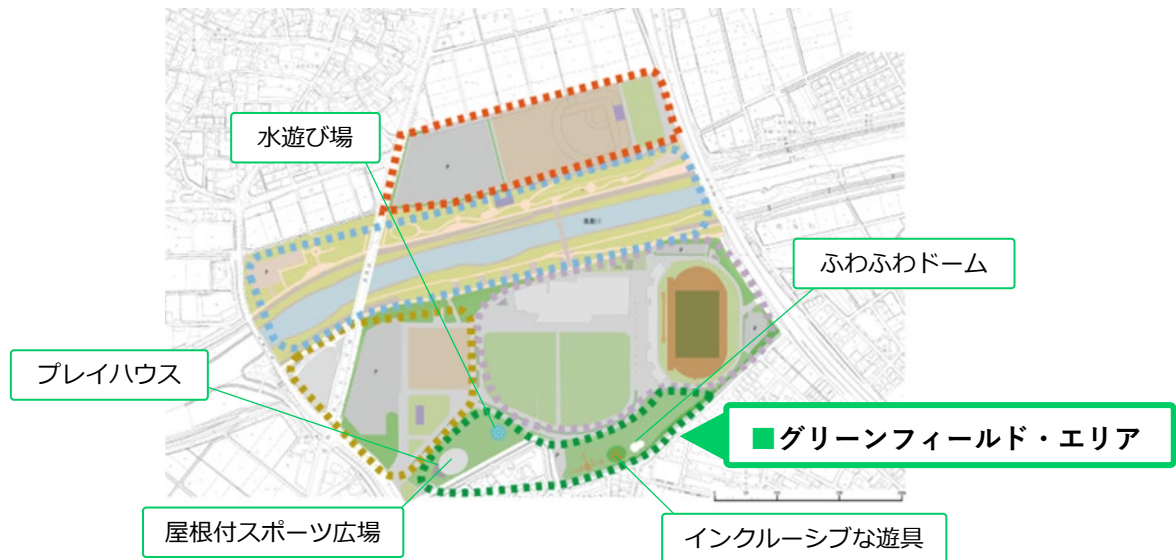 水遊び場
ふわふわドーム
プレイハウス
■グリーンフィールド・エリア
屋根付スポーツ広場
インクルーシブな遊具
P
P
P
P